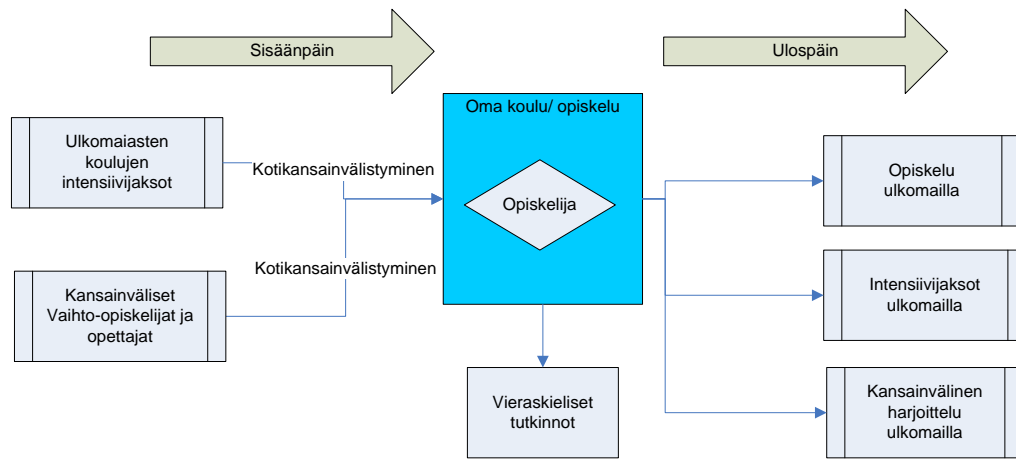 Sisäänpäin
Ulospäin
Ulkomaiasten
koulujen
intensiivijaksot
Kotikansainvälistyminen
Kansainväliset
Vaihto-opiskelijat ja
opettajat
Kotikansainvälistyminen
Oma koulu/ opiskelu
Opiskelija
Vieraskieliset
tutkinnot
Opiskelu
ulkomailla
Intensiivijaksot
ulkomailla
Kansainvälinen
harjoittelu
ulkomailla